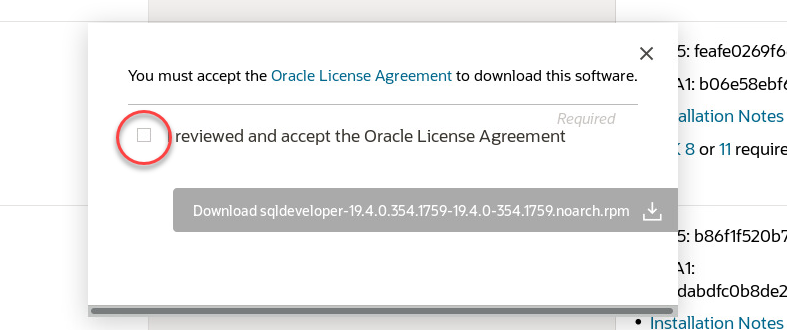 You must accept the Oracle License Agreement to download this software.
Required
reviewed and accept the Oracle License Agreement
Download sqldeveloper-19.4.0.354.1759-19.4.0-354.1759.noarch.rpm
5: feafe0269f6
A1: b06e58ebf6
allation Notes
8 or 11 require
5: b86f1f520b7
A1:
dabdfc0b8de2
• Installation Notes